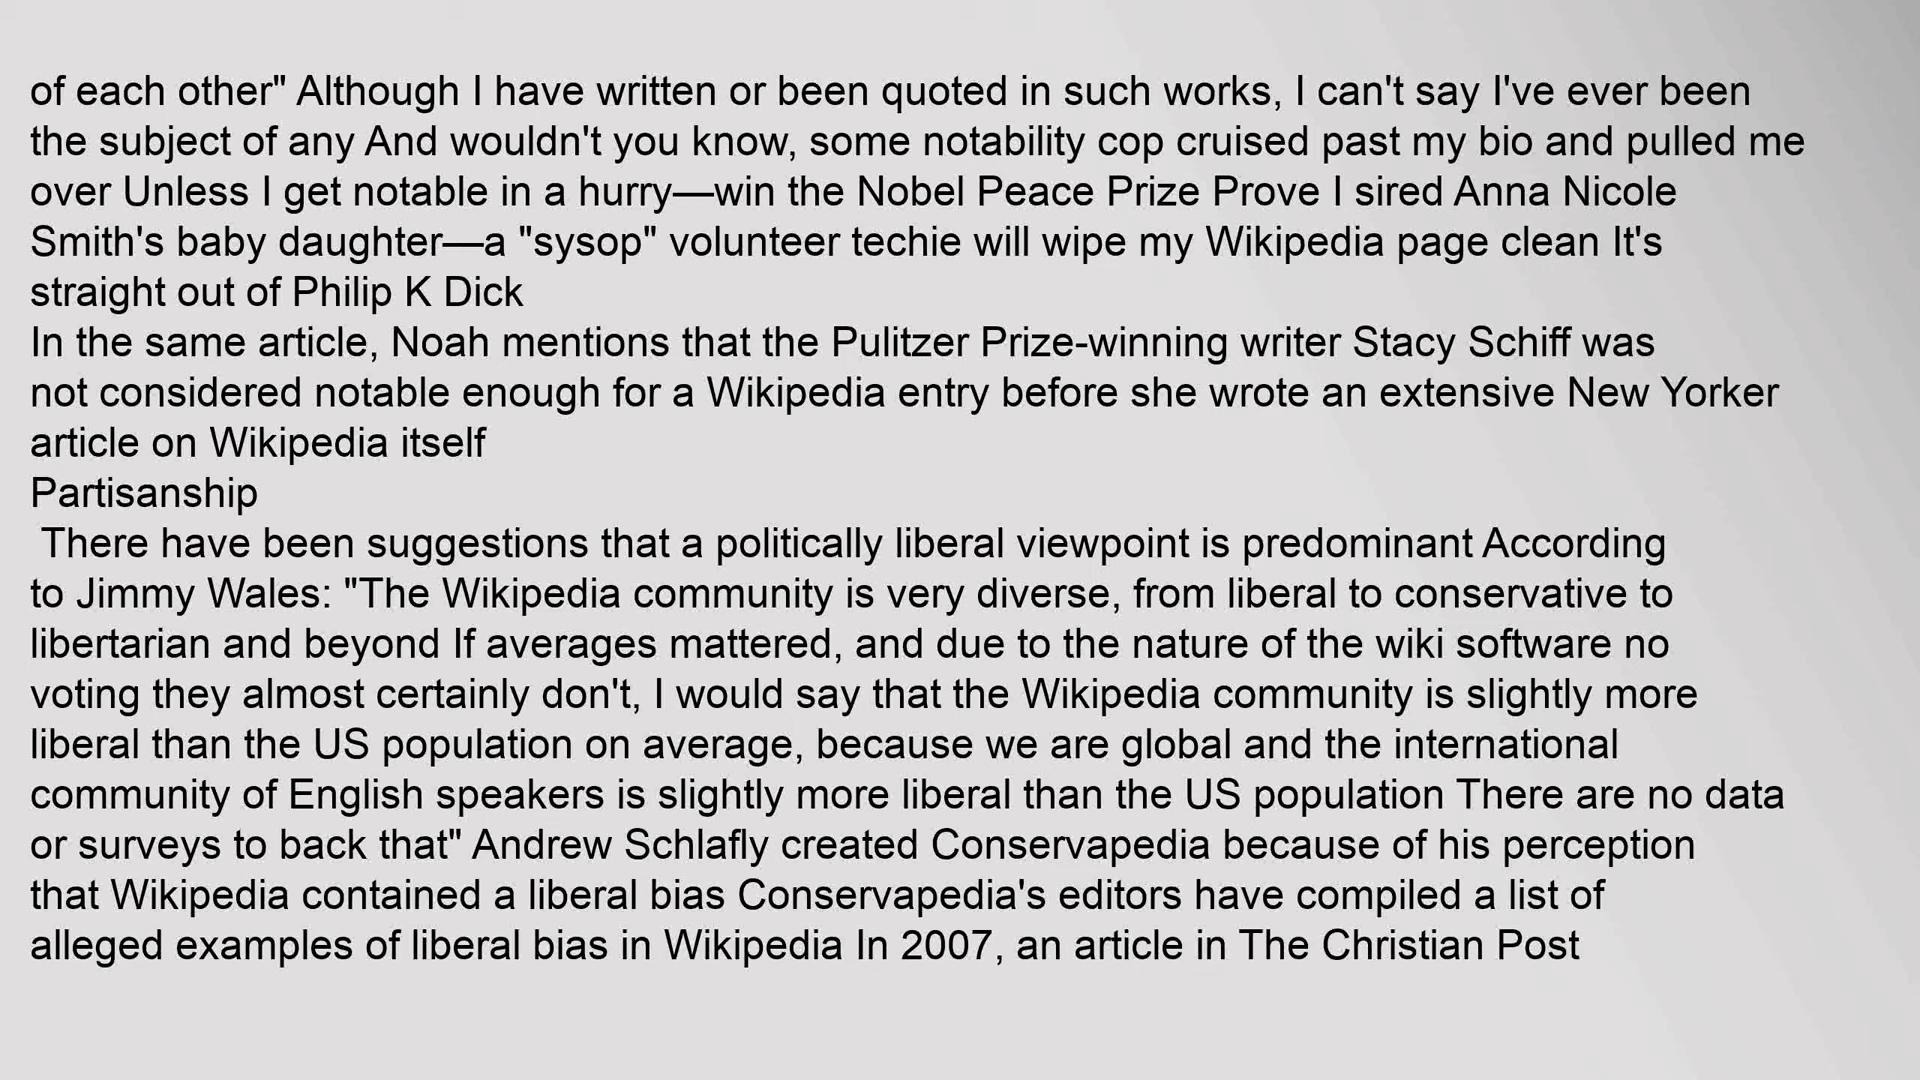 of each other" Although I have written or been quoted in such works, I can't say I've ever been
the subject of any And wouldn't you know, some notability cop cruised past my bio and pulled me
over Unless I get notable in a hurry—win the Nobel Peace Prize Prove I sired Anna Nicole
Smith's baby daughter—a "sysop" volunteer techie will wipe my Wikipedia page clean It's
straight out of Philip K Dick
In the same article, Noah mentions that the Pulitzer Prize-winning writer Stacy Schiff was
not considered notable enough for a Wikipedia entry before she wrote an extensive New Yorker
article on Wikipedia itself
Partisanship
There have been suggestions that a politically liberal viewpoint is predominant According
to Jimmy Wales: "The Wikipedia community is very diverse, from liberal to conservative to
libertarian and beyond If averages mattered, and due to the nature of the wiki software no
voting they almost certainly don't, I would say that the Wikipedia community is slightly more
liberal than the US population on average, because we are global and the international
community of English speakers is slightly more liberal than the US population There are no data
or surveys to back that" Andrew Schlafly created Conservapedia because of his perception
that Wikipedia contained a liberal bias Conservapedia's editors have compiled a list of
alleged examples of liberal bias in Wikipedia In 2007, an article in The Christian Post